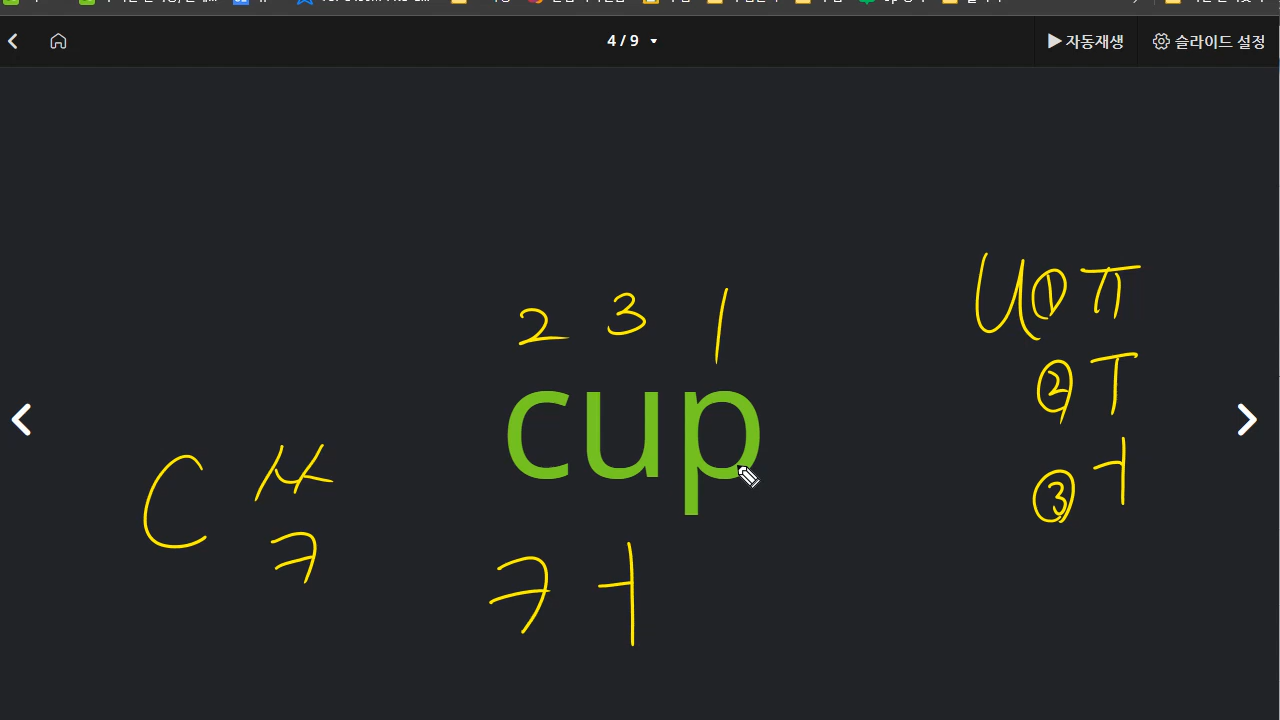 4 / 9
자동재생
슬라이드 설정
2 3 1
cup
U ① ㅠ
② ㅜ
③ ㅓ
C ㅆ
ㅋ
ㅋ ㅓ